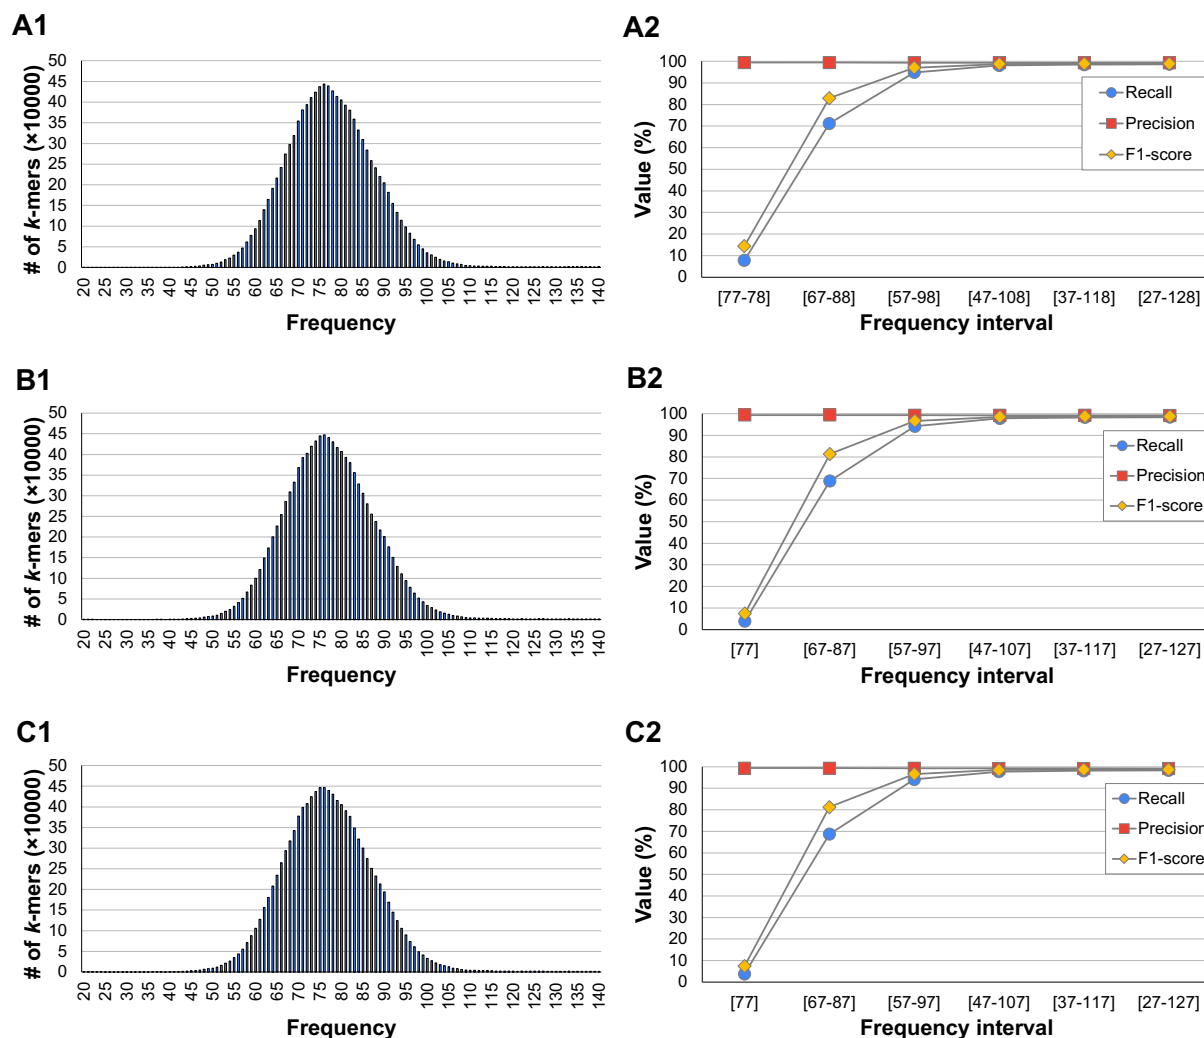 A1
# of k-mers (×10000)
50
45
40
35
30
25
20
15
10
5
0
20 25 30 35 40 45 50 55 60 65 70 75 80 85 90 95 100 105 110 115 120 125 130 135 140
Frequency
A2
Value (%)
100
90
80
70
60
50
40
30
20
10
0
Recall
Precision
F1-score
[77-78] [67-88] [57-98] [47-108] [37-118] [27-128]
Frequency interval
B1
# of k-mers (×10000)
50
45
40
35
30
25
20
15
10
5
0
20 25 30 35 40 45 50 55 60 65 70 75 80 85 90 95 100 105 110 115 120 125 130 135 140
Frequency
B2
Value (%)
100
90
80
70
60
50
40
30
20
10
0
Recall
Precision
F1-score
[77] [67-87] [57-97] [47-107] [37-117] [27-127]
Frequency interval
C1
# of k-mers (×10000)
50
45
40
35
30
25
20
15
10
5
0
20 25 30 35 40 45 50 55 60 65 70 75 80 85 90 95 100 105 110 115 120 125 130 135 140
Frequency
C2
Value (%)
100
90
80
70
60
50
40
30
20
10
0
Recall
Precision
F1-score
[77] [67-87] [57-97] [47-107] [37-117] [27-127]
Frequency interval